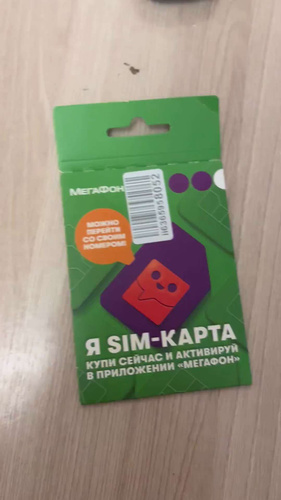 МЕГАФОН
МОЖНО
ПЕРЕЙТИ
СО СВОИМ
НОМЕРОМ!
Я SIM-КАРТА
КУПИ СЕЙЧАС И АКТИВИРУЙ
В ПРИЛОЖЕНИИ «МЕГАФОН»